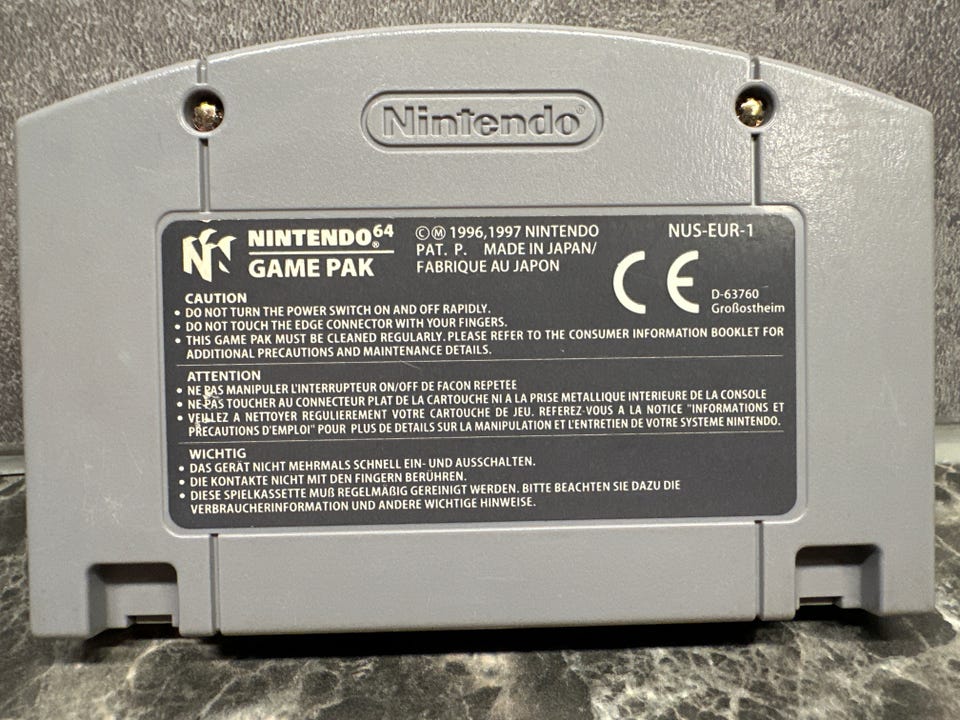 Nintendo®
NINTENDO®64
GAME PAK
©Ⓜ 1996,1997 NINTENDO
PAT. P. MADE IN JAPAN/
FABRIQUE AU JAPON
NUS-EUR-1
CE
D-63760
Großostheim
CAUTION
• DO NOT TURN THE POWER SWITCH ON AND OFF RAPIDLY.
• DO NOT TOUCH THE EDGE CONNECTOR WITH YOUR FINGERS.
• THIS GAME PAK MUST BE CLEANED REGULARLY. PLEASE REFER TO THE CONSUMER INFORMATION BOOKLET FOR
ADDITIONAL PRECAUTIONS AND MAINTENANCE DETAILS.
ATTENTION
• NE PAS MANIPULER L'INTERRUPTEUR ON/OFF DE FACON REPETEE
• NE PAS TOUCHER AU CONNECTEUR PLAT DE LA CARTOUCHE NI A LA PRISE METALLIQUE INTERIEURE DE LA CONSOLE
• VEILLEZ A NETTOYER REGULIEREMENT VOTRE CARTOUCHE DE JEU. REFEREZ-VOUS A LA NOTICE "INFORMATIONS ET
PRECAUTIONS D'EMPLOI" POUR PLUS DE DETAILS SUR LA MANIPULATION ET L'ENTRETIEN DE VOTRE SYSTEME NINTENDO.
WICHTIG
• DAS GERÄT NICHT MEHRMALS SCHNELL EIN- UND AUSSCHALTEN.
• DIE KONTAKTE NICHT MIT DEN FINGERN BERÜHREN.
• DIESE SPIELKASSETTE MUß REGELMÄßIG GEREINIGT WERDEN. BITTE BEACHTEN SIE DAZU DIE
VERBRAUCHERINFORMATION UND ANDERE WICHTIGE HINWEISE.